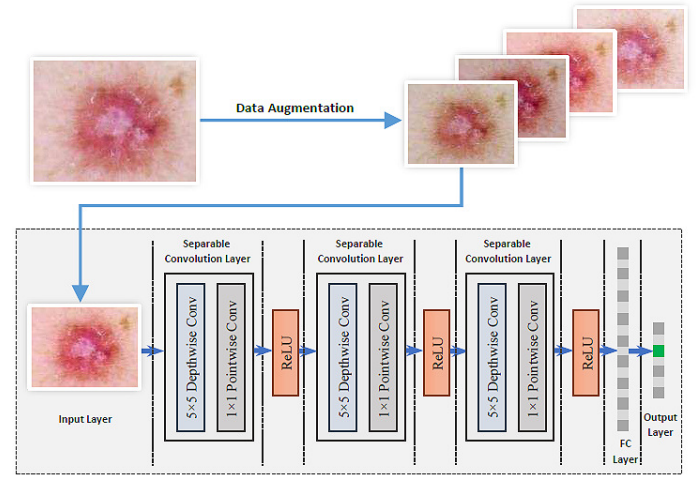 Data Augmentation
Separable
Convolution Layer
Separable
Convolution Layer
Separable
Convolution Layer
5×5 Depthwise Conv
1×1 Pointwise Conv
ReLU
5×5 Depthwise Conv
1×1 Pointwise Conv
ReLU
5×5 Depthwise Conv
1×1 Pointwise Conv
ReLU
Input Layer
FC
Layer
Output
Layer